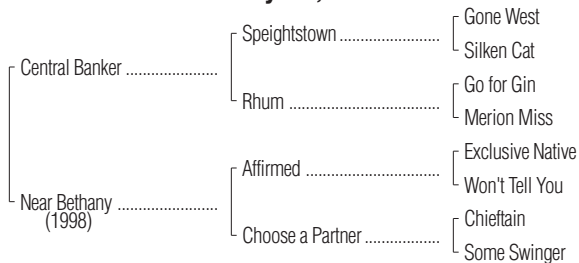 Gone West
Speightstown
Silken Cat
Central Banker
Go for Gin
Rhum
Merion Miss
Exclusive Native
Affirmed
Won't Tell You
Near Bethany
(1998)
Chieftain
Choose a Partner
Some Swinger